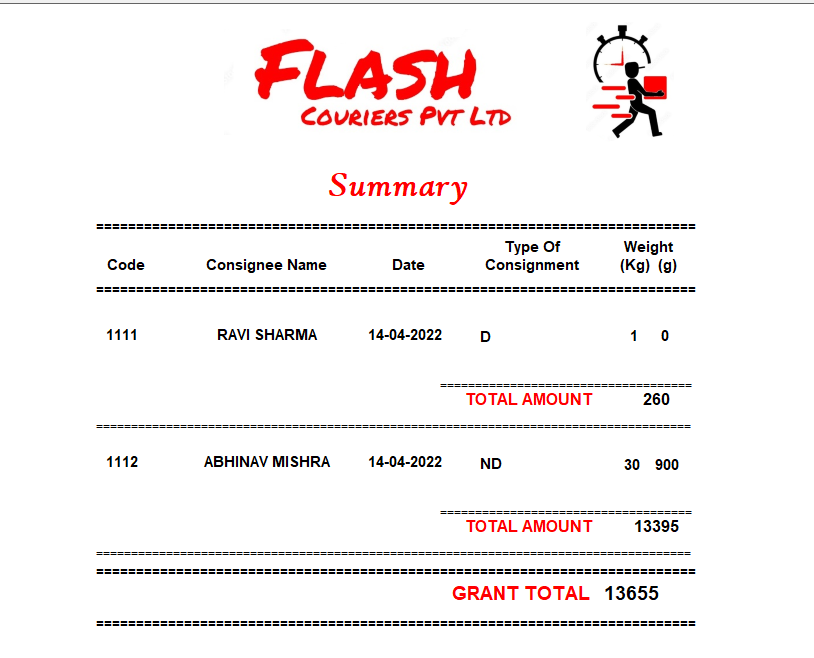 FLASH
COURIERS PVT LTD
Summary
Type Of Weight
Code Consignee Name Date Consignment (Kg) (g)
1111 RAVI SHARMA 14-04-2022 D 1 0
TOTAL AMOUNT 260
1112 ABHINAV MISHRA 14-04-2022 ND 30 900
TOTAL AMOUNT 13395
GRANT TOTAL 13655